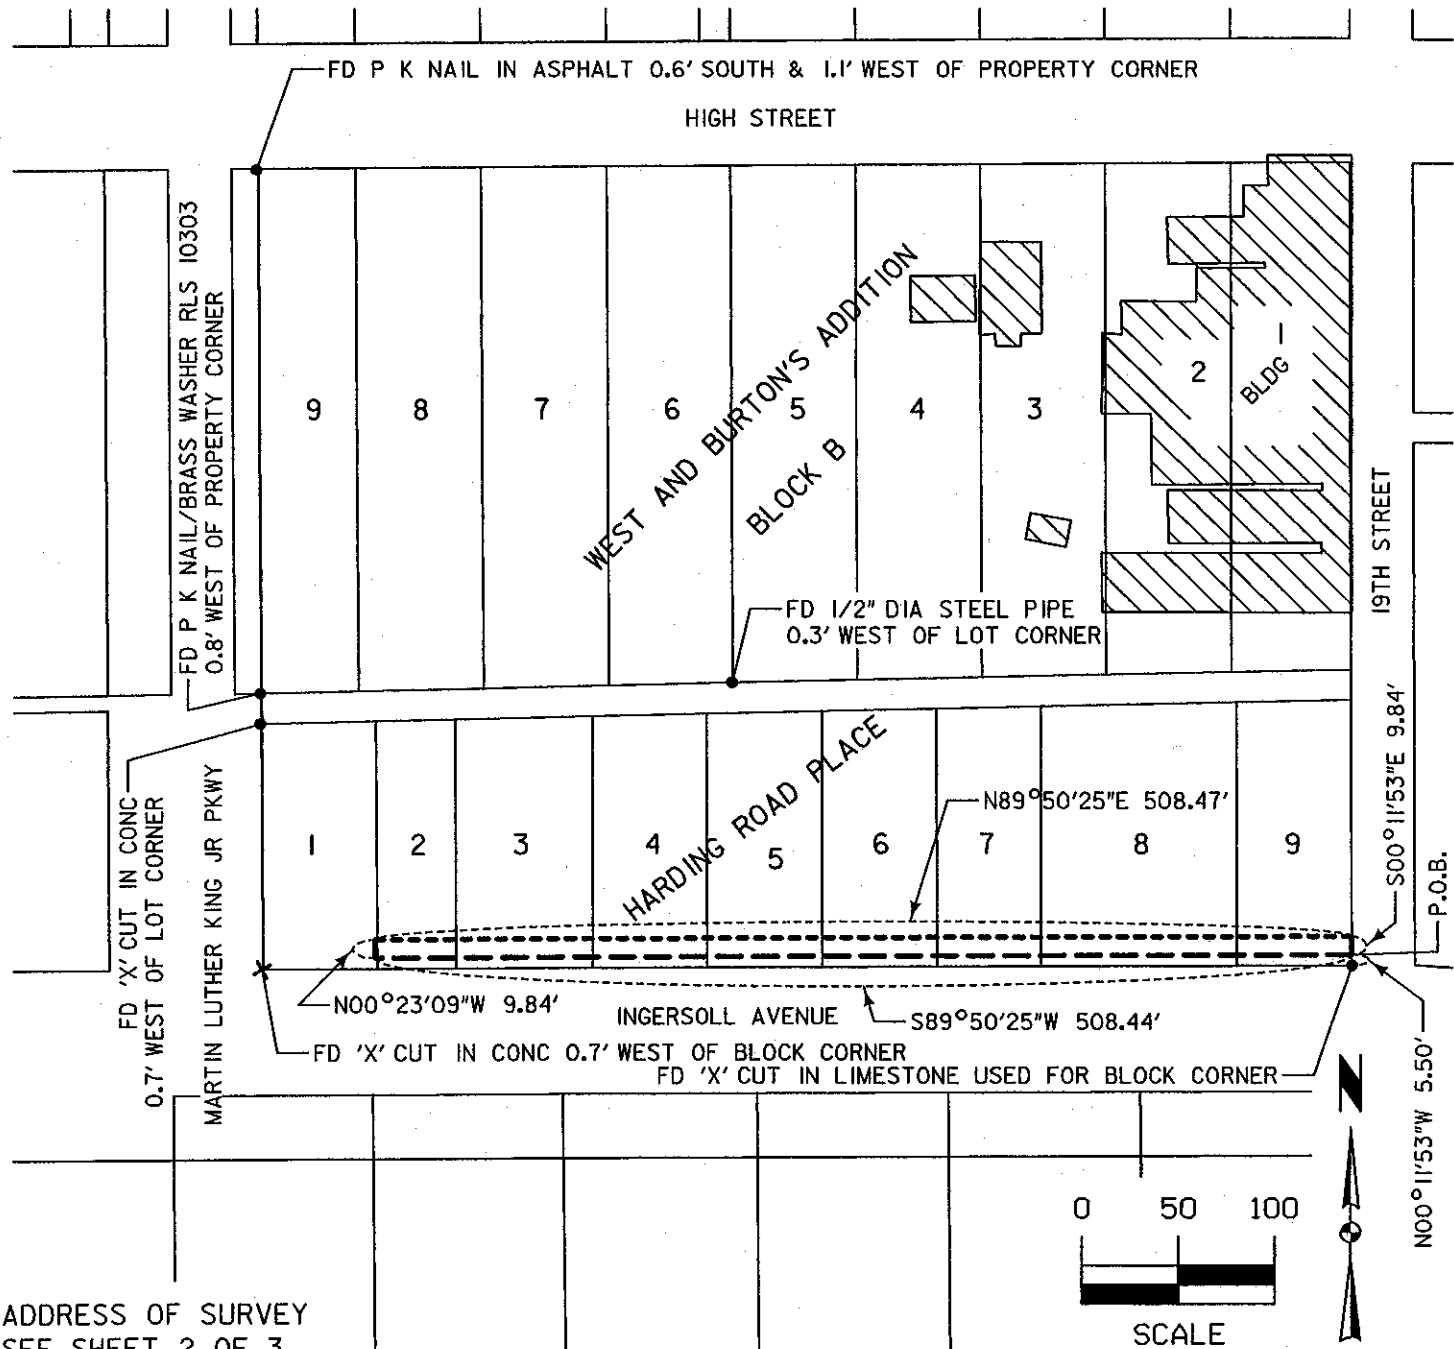 FD P K NAIL IN ASPHALT 0.6' SOUTH & 1.1' WEST OF PROPERTY CORNER
HIGH STREET
FD P K NAIL/BRASS WASHER RLS 10303
0.8' WEST OF PROPERTY CORNER
9 8 7 6 5 4 3 2 1
BLDG
WEST AND BURTON'S ADDITION
BLOCK B
19TH STREET
FD 1/2" DIA STEEL PIPE
0.3' WEST OF LOT CORNER
FD 'X' CUT IN CONC
0.7' WEST OF LOT CORNER
MARTIN LUTHER KING JR PKWY
HARDING ROAD PLACE
N89°50'25"E 508.47'
1 2 3 4 5 6 7 8 9
S00°11'53"E 9.84'
P.O.B.
N00°23'09"W 9.84'
INGERSOLL AVENUE
S89°50'25"W 508.44'
FD 'X' CUT IN CONC 0.7' WEST OF BLOCK CORNER
FD 'X' CUT IN LIMESTONE USED FOR BLOCK CORNER
N00°11'53"W 5.50'
N
0 50 100
SCALE
ADDRESS OF SURVEY
SEE SHEET 2 OF 3